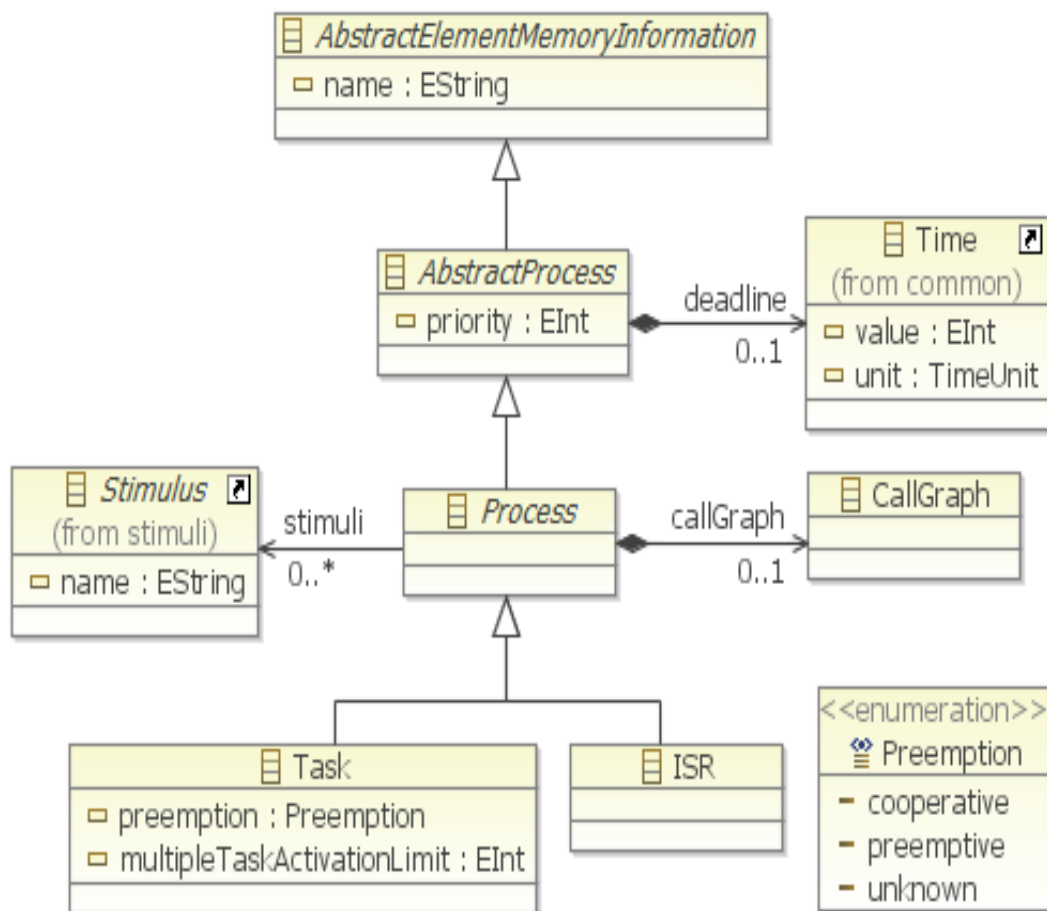 AbstractElementMemoryInformation
name : EString
AbstractProcess
priority : EInt
deadline
0..1
Time
(from common)
value : EInt
unit : TimeUnit
Stimulus
(from stimuli)
name : EString
stimuli
0..*
Process
callGraph
0..1
CallGraph
Task
preemption : Preemption
multipleTaskActivationLimit : EInt
ISR
<<enumeration>>
Preemption
cooperative
preemptive
unknown